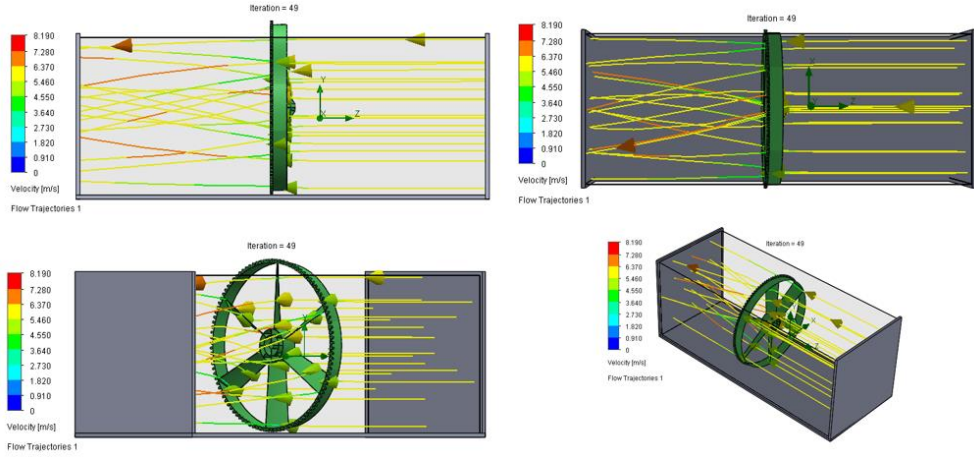 Iteration = 49
8.190
7.280
6.370
5.460
4.550
3.640
2.730
1.820
0.910
0
Velocity [m/s]
Flow Trajectories 1
Y
X
Z
Iteration = 49
8.190
7.280
6.370
5.460
4.550
3.640
2.730
1.820
0.910
0
Velocity [m/s]
Flow Trajectories 1
Y
Z
Iteration = 49
8.190
7.280
6.370
5.460
4.550
3.640
2.730
1.820
0.910
0
Velocity [m/s]
Flow Trajectories 1
Iteration = 49
8.190
7.280
6.370
5.460
4.550
3.640
2.730
1.820
0.910
0
Velocity [m/s]
Flow Trajectories 1
Z